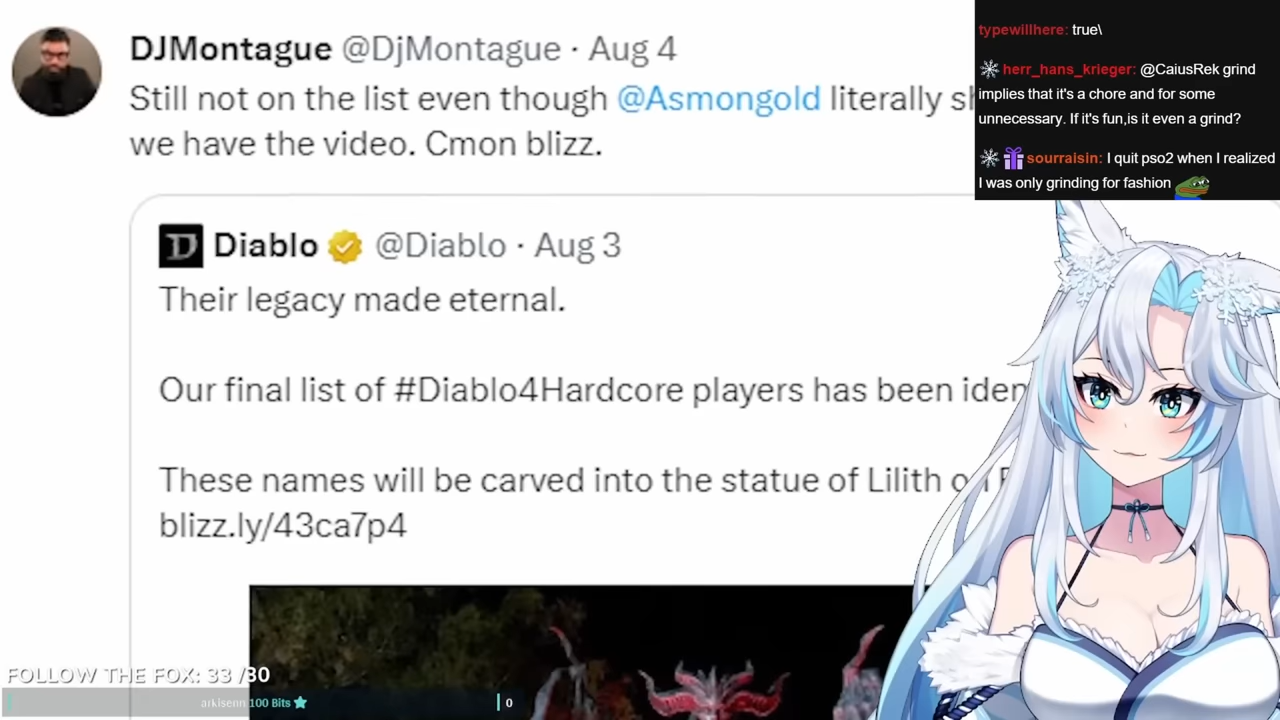 DJMontague @DjMontague · Aug 4
Still not on the list even though @Asmongold literally
we have the video. Cmon blizz.
D Diablo @Diablo · Aug 3
Their legacy made eternal.
Our final list of #Diablo4Hardcore players has been
These names will be carved into the statue of Lilith
blizz.ly/43ca7p4
typewillhere: true\
herr_hans_krieger: @CaiusRek grind
implies that it's a chore and for some
unnecessary. If it's fun,is it even a grind?
sourraisin: I quit pso2 when I realized
I was only grinding for fashion
FOLLOW THE FOX: 33 /30
arkisenn 100 Bits
0